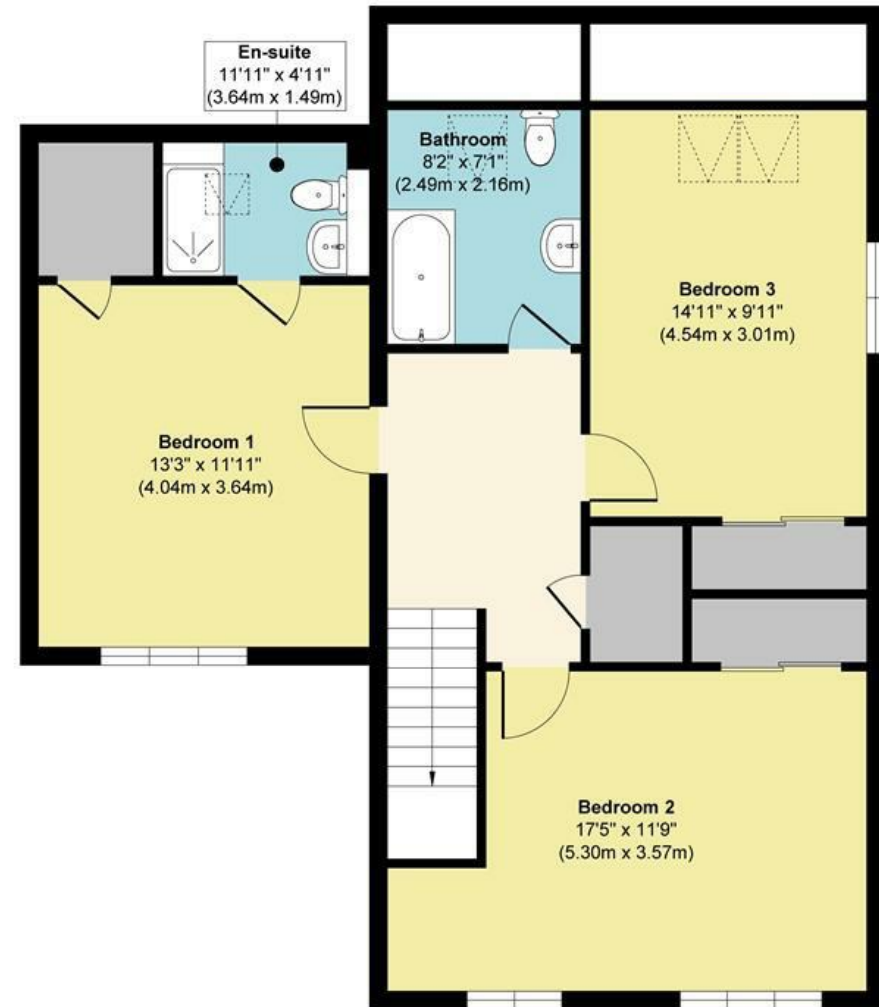 En-suite
11'11" x 4'11"
(3.64m x 1.49m)
Bathroom
8'2" x 7'1"
(2.49m x 2.16m)
Bedroom 3
14'11" x 9'11"
(4.54m x 3.01m)
Bedroom 1
13'3" x 11'11"
(4.04m x 3.64m)
Bedroom 2
17'5" x 11'9"
(5.30m x 3.57m)